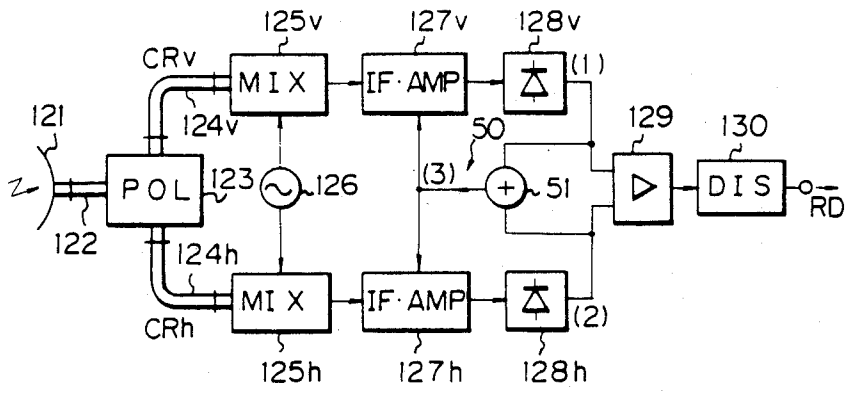 125v
127v
128v
CRv
MIX
IF·AMP
(1)
121
124v
50
129
130
POL
123
126
(3)
+
51
DIS
122
RD
124h
MIX
IF·AMP
(2)
CRh
125h
127h
128h